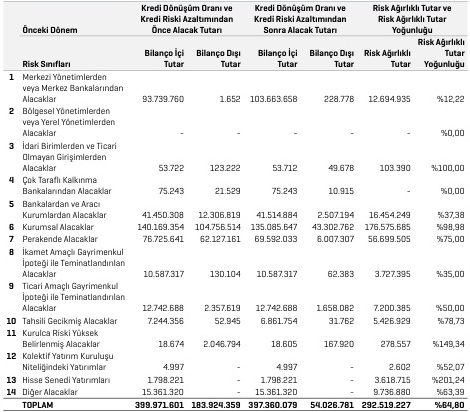 Önceki Dönem
Kredi Dönüşüm Oranı ve Kredi Riski Azaltımından Önce Alacak Tutarı
Kredi Dönüşüm Oranı ve Kredi Riski Azaltımından Sonra Alacak Tutarı
Risk Ağırlıklı Tutar ve Risk Ağırlıklı Tutar Yoğunluğu
Risk Sınıfları Bilanço İçi Tutar Bilanço Dışı Tutar Bilanço İçi Tutar Bilanço Dışı Tutar Risk Ağırlıklı Tutar Risk Ağırlıklı Tutar Yoğunluğu
1 Merkezi Yönetimlerden
veya Merkez Bankalarından
Alacaklar 93.739.760 1.652 103.663.658 228.778 12.694.935 %12,22
2 Bölgesel Yönetimlerden
veya Yerel Yönetimlerden
Alacaklar - - - - - %0,00
3 İdari Birimlerden ve Ticari
Olmayan Girişimlerden
Alacaklar 53.722 123.222 53.712 49.678 103.390 %100,00
4 Çok Taraflı Kalkınma
Bankalarından Alacaklar 75.243 21.529 75.243 10.915 - %0,00
5 Bankalardan ve Aracı
Kurumlardan Alacaklar 41.450.308 12.306.819 41.514.884 2.507.194 16.454.249 %37,38
6 Kurumsal Alacaklar 140.169.354 104.756.514 135.085.647 43.302.762 176.575.685 %98,98
7 Perakende Alacaklar 76.725.641 62.127.161 69.592.033 6.007.307 56.699.505 %75,00
8 İkamet Amaçlı Gayrimenkul
İpoteği ile Teminatlandırılan
Alacaklar 10.587.317 130.104 10.587.317 62.383 3.727.395 %35,00
9 Ticari Amaçlı Gayrimenkul
İpoteği ile Teminatlandırılan
Alacaklar 12.742.688 2.357.619 12.742.688 1.658.082 7.200.385 %50,00
10 Tahsili Gecikmiş Alacaklar 7.244.356 52.945 6.861.754 31.762 5.426.929 %78,73
11 Kurulca Riski Yüksek
Belirlenmiş Alacaklar 18.674 2.046.794 18.605 167.920 278.557 %149,34
12 Kolektif Yatırım Kuruluşu
Niteliğindeki Yatırımlar 4.997 - 4.997 - 2.602 %52,07
13 Hisse Senedi Yatırımları 1.798.221 - 1.798.221 - 3.618.715 %201,24
14 Diğer Alacaklar 15.361.320 - 15.361.320 - 9.736.880 %63,39
TOPLAM 399.971.601 183.924.359 397.360.079 54.026.781 292.519.227 %64,80